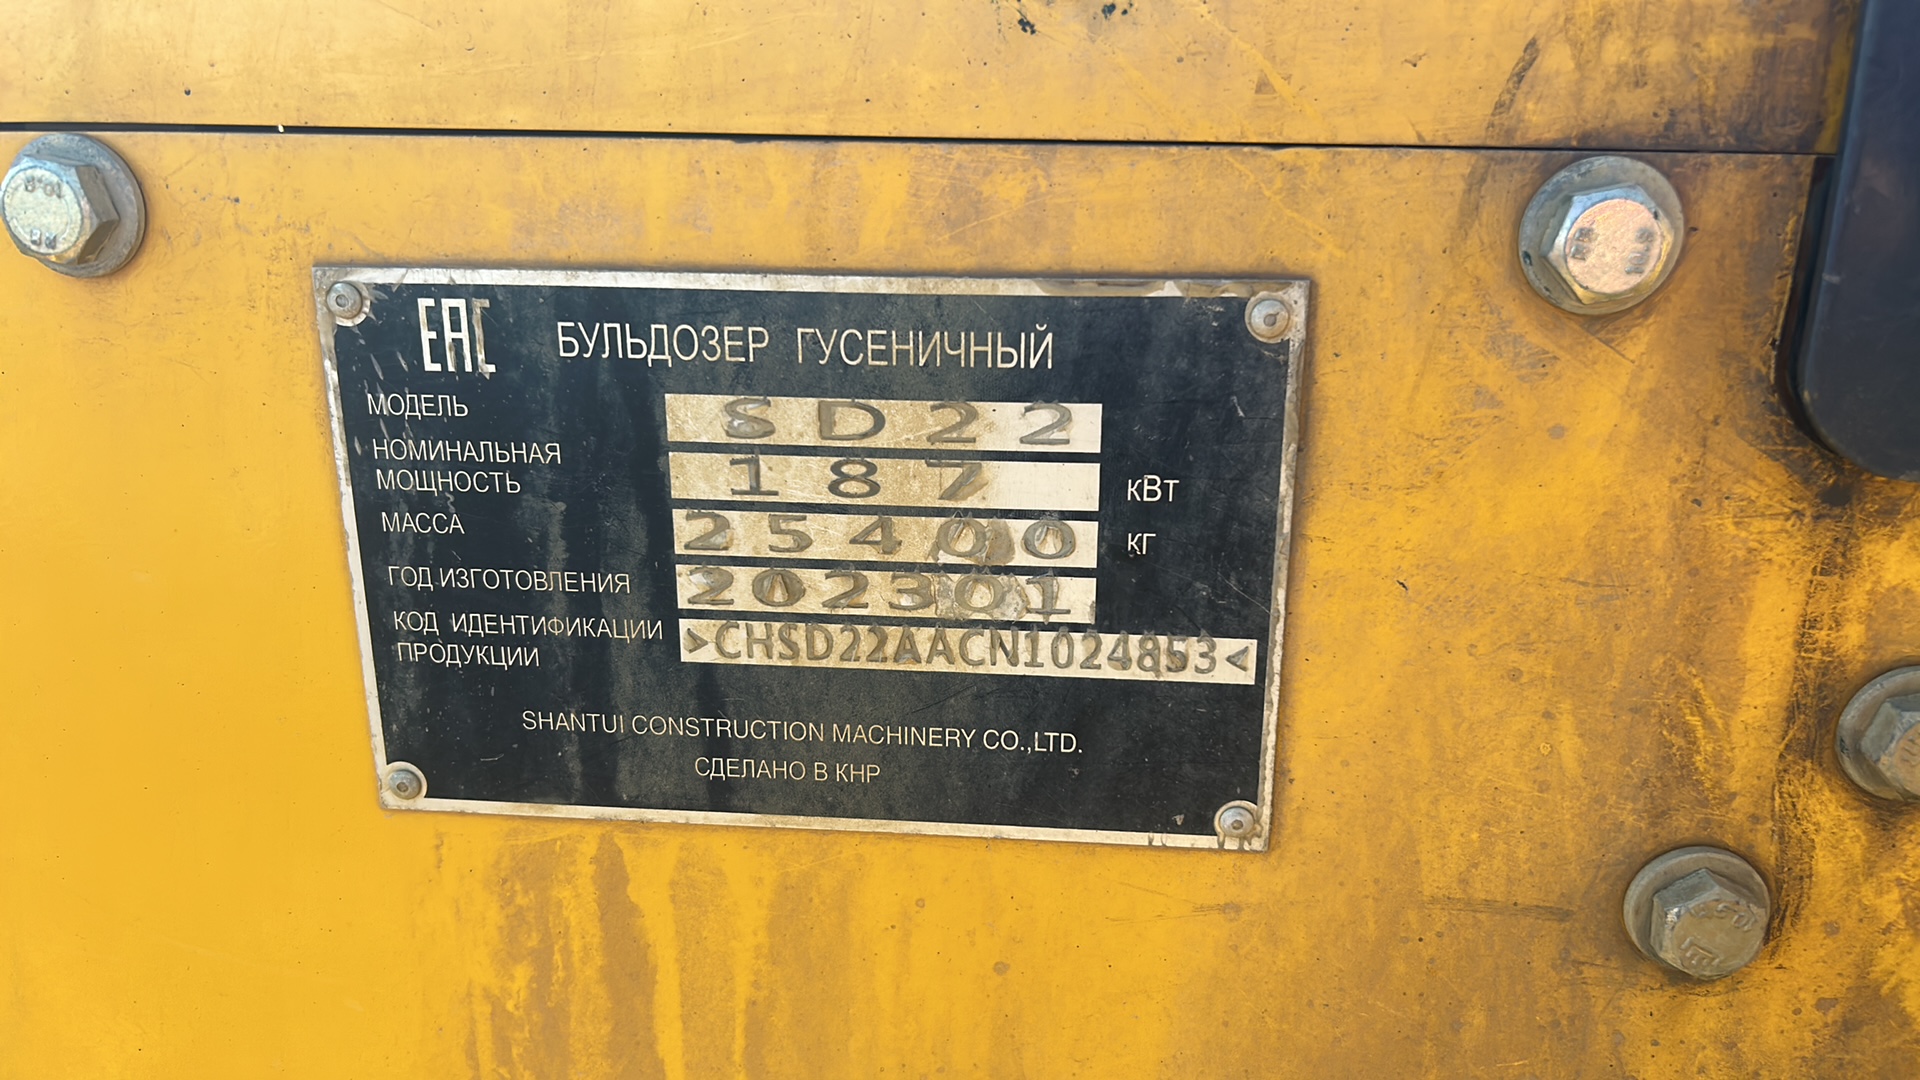 EAC БУЛЬДОЗЕР ГУСЕНИЧНЫЙ
МОДЕЛЬ SD22
НОМИНАЛЬНАЯ
МОЩНОСТЬ 187 кВт
МАССА 25400 кг
ГОД ИЗГОТОВЛЕНИЯ 202301
КОД ИДЕНТИФИКАЦИИ
ПРОДУКЦИИ >CHSD22AACN1024853<
SHANTUI CONSTRUCTION MACHINERY CO.,LTD.
СДЕЛАНО В КНР